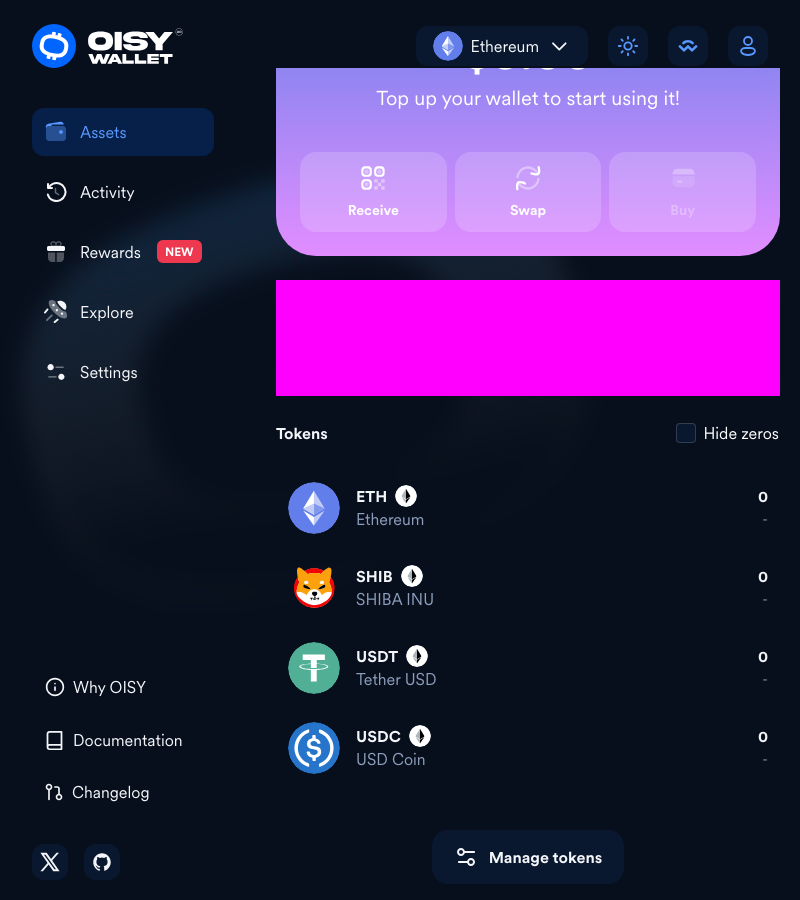 OISY
WALLET
Ethereum
Top up your wallet to start using it!
Assets
Receive
Swap
Buy
Activity
Rewards
NEW
Explore
Settings
Tokens
Hide zeros
ETH
0
Ethereum
-
SHIB
0
SHIBA INU
-
USDT
0
Tether USD
-
USDC
0
USD Coin
-
Why OISY
Documentation
Changelog
Manage tokens